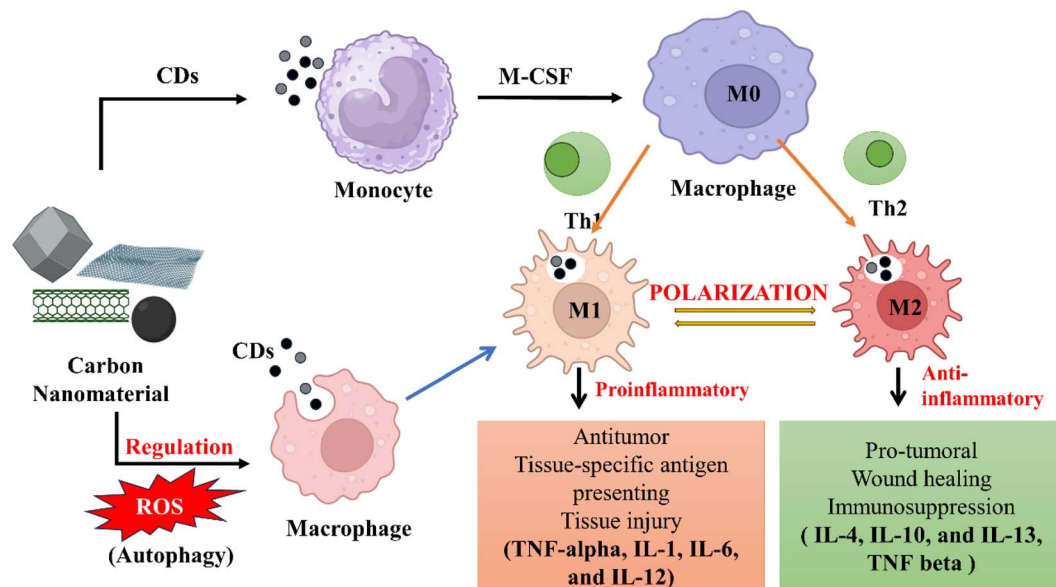 CDs
Monocyte
M-CSF
M0
Macrophage
Th1
Th2
Carbon
Nanomaterial
Regulation
ROS
(Autophagy)
CDs
Macrophage
M1
POLARIZATION
M2
Proinflammatory
Anti-
inflammatory
Antitumor
Tissue-specific antigen
presenting
Tissue injury
(TNF-alpha, IL-1, IL-6,
and IL-12)
Pro-tumoral
Wound healing
Immunosuppression
( IL-4, IL-10, and IL-13,
TNF beta )